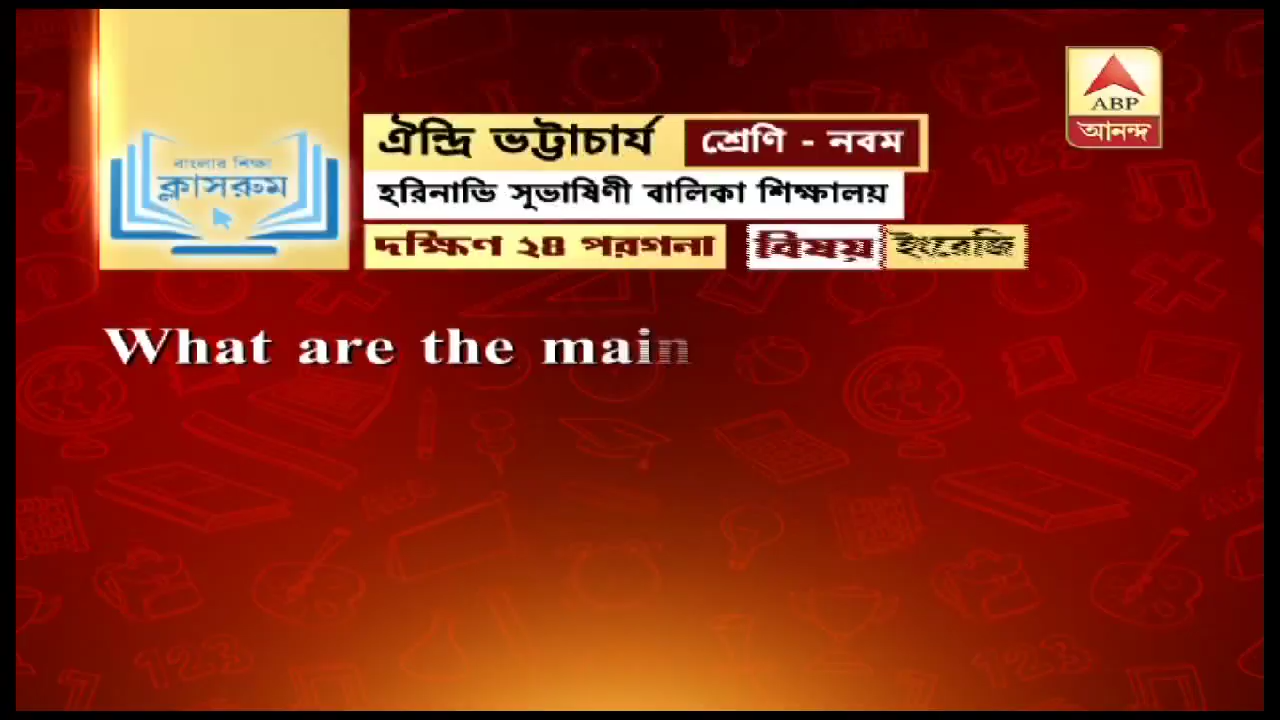 ABP
আনন্দ
ঐন্দ্রি ভট্টাচার্য শ্রেণি - নবম
বাংলার শিক্ষা
ক্লাসরুম
হরিনাভি সূভাষিণী বালিকা শিক্ষালয়
দক্ষিণ ২৪ পরগনা বিষয় ইংরেজি
What are the main